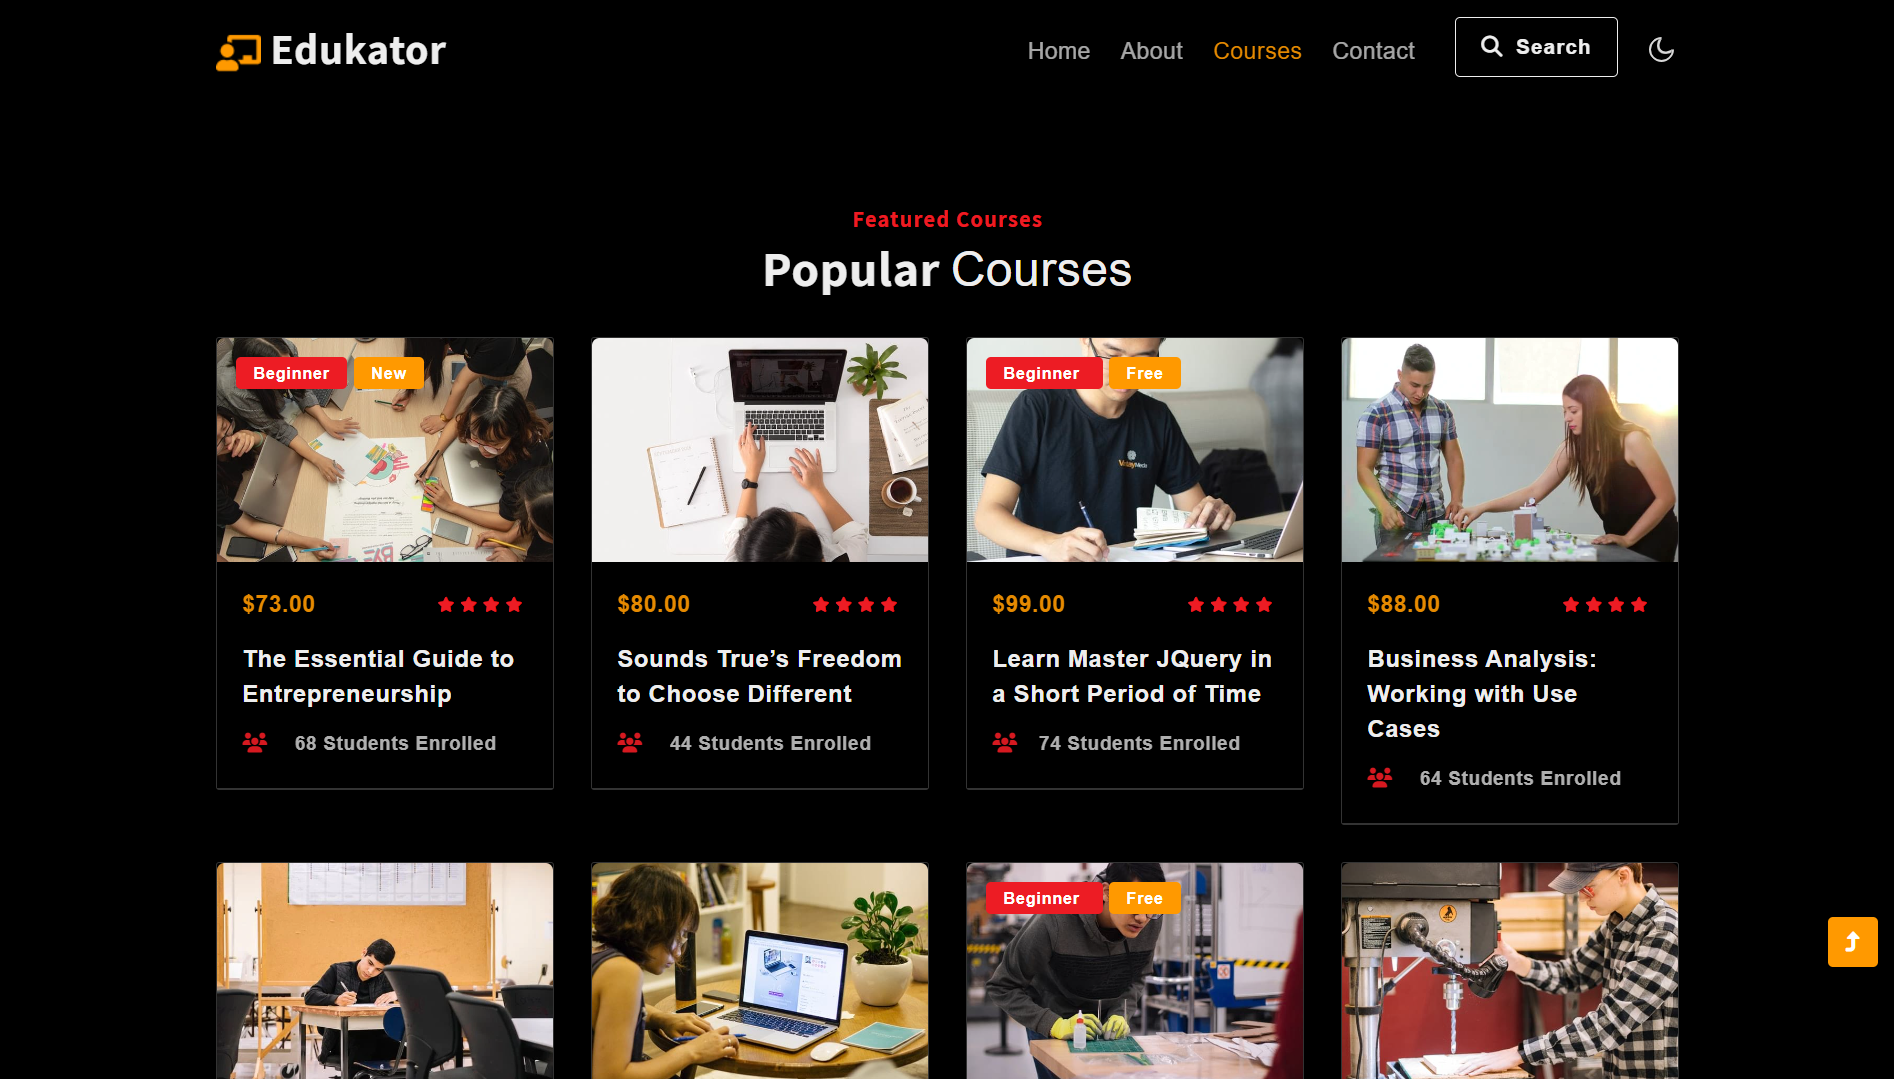 Edukator
Home
About
Courses
Contact
Search
Featured Courses
Popular Courses
Beginner
New
Beginner
Free
$73.00
$80.00
$99.00
$88.00
The Essential Guide to
Entrepreneurship
68 Students Enrolled
Sounds True’s Freedom
to Choose Different
44 Students Enrolled
Learn Master JQuery in
a Short Period of Time
74 Students Enrolled
Business Analysis:
Working with Use
Cases
64 Students Enrolled
Beginner
Free